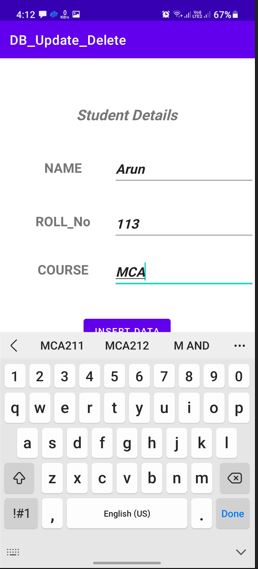 4:12 67%
DB_Update_Delete
Student Details
NAME Arun
ROLL_No 113
COURSE MCA
INSERT DATA
MCA211 MCA212 M AND
1 2 3 4 5 6 7 8 9 0
q w e r t y u i o p
a s d f g h j k l
z x c v b n m
!#1 , English (US) . Done